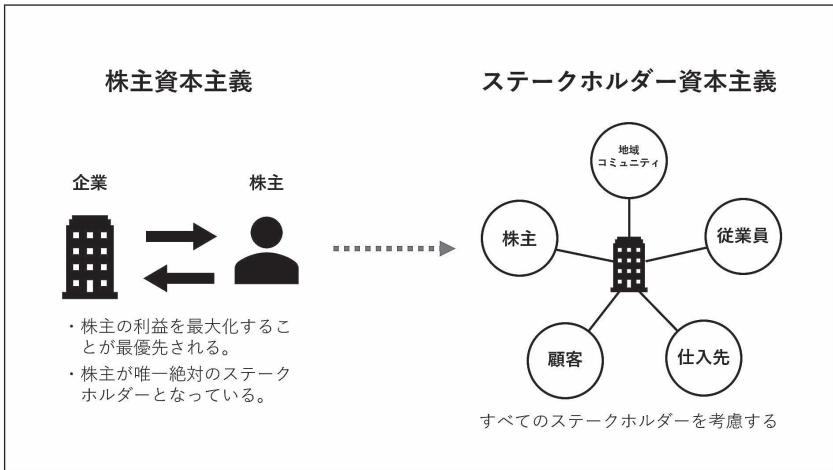 株主資本主義
企業
株主
・株主の利益を最大化するこ
とが最優先される。
・株主が唯一絶対のステーク
ホルダーとなっている。
ステークホルダー資本主義
地域
コミュニティ
株主
従業員
顧客
仕入先
すべてのステークホルダーを考慮する